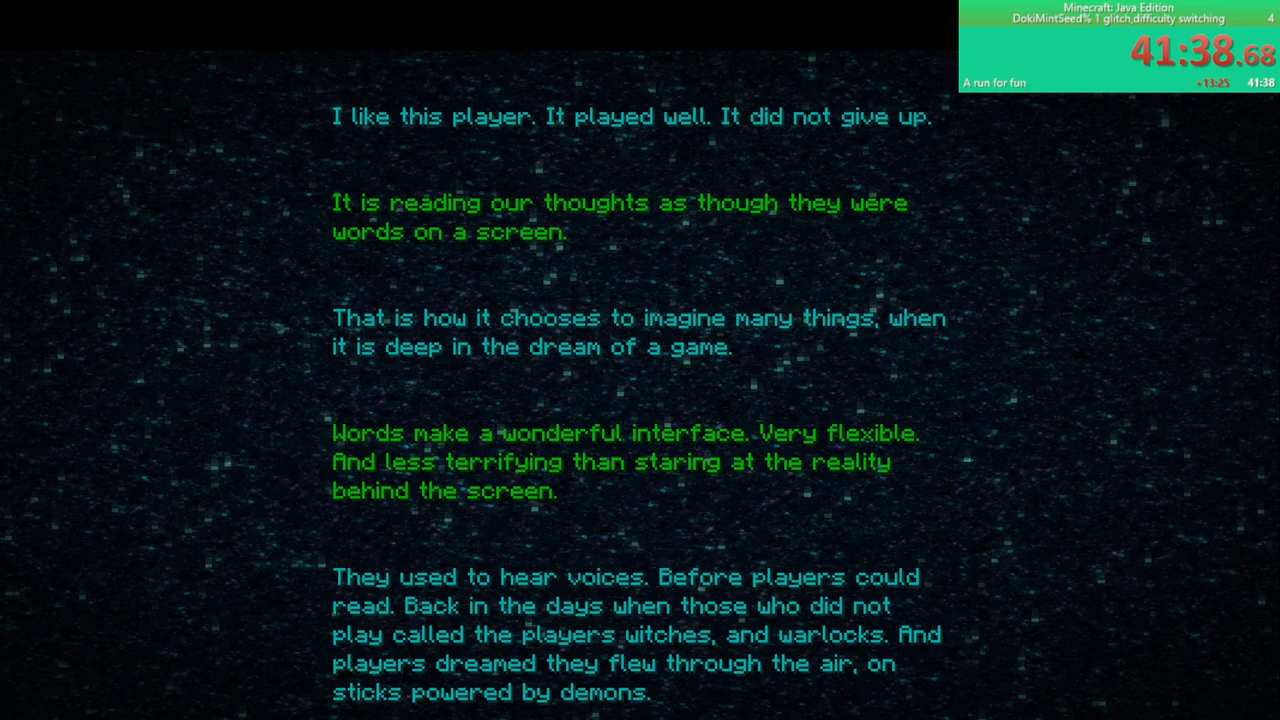 Minecraft: Java Edition
DokiMintSeed% 1 glitch,difficulty switching 4
41:38.68
A run for fun +13:25 41:38
I like this player. It played well. It did not give up.
It is reading our thoughts as though they were
words on a screen.
That is how it chooses to imagine many things, when
it is deep in the dream of a game.
Words make a wonderful interface. Very flexible.
And less terrifying than staring at the reality
behind the screen.
They used to hear voices. Before players could
read. Back in the days when those who did not
play called the players witches, and warlocks. And
players dreamed they flew through the air, on
sticks powered by demons.